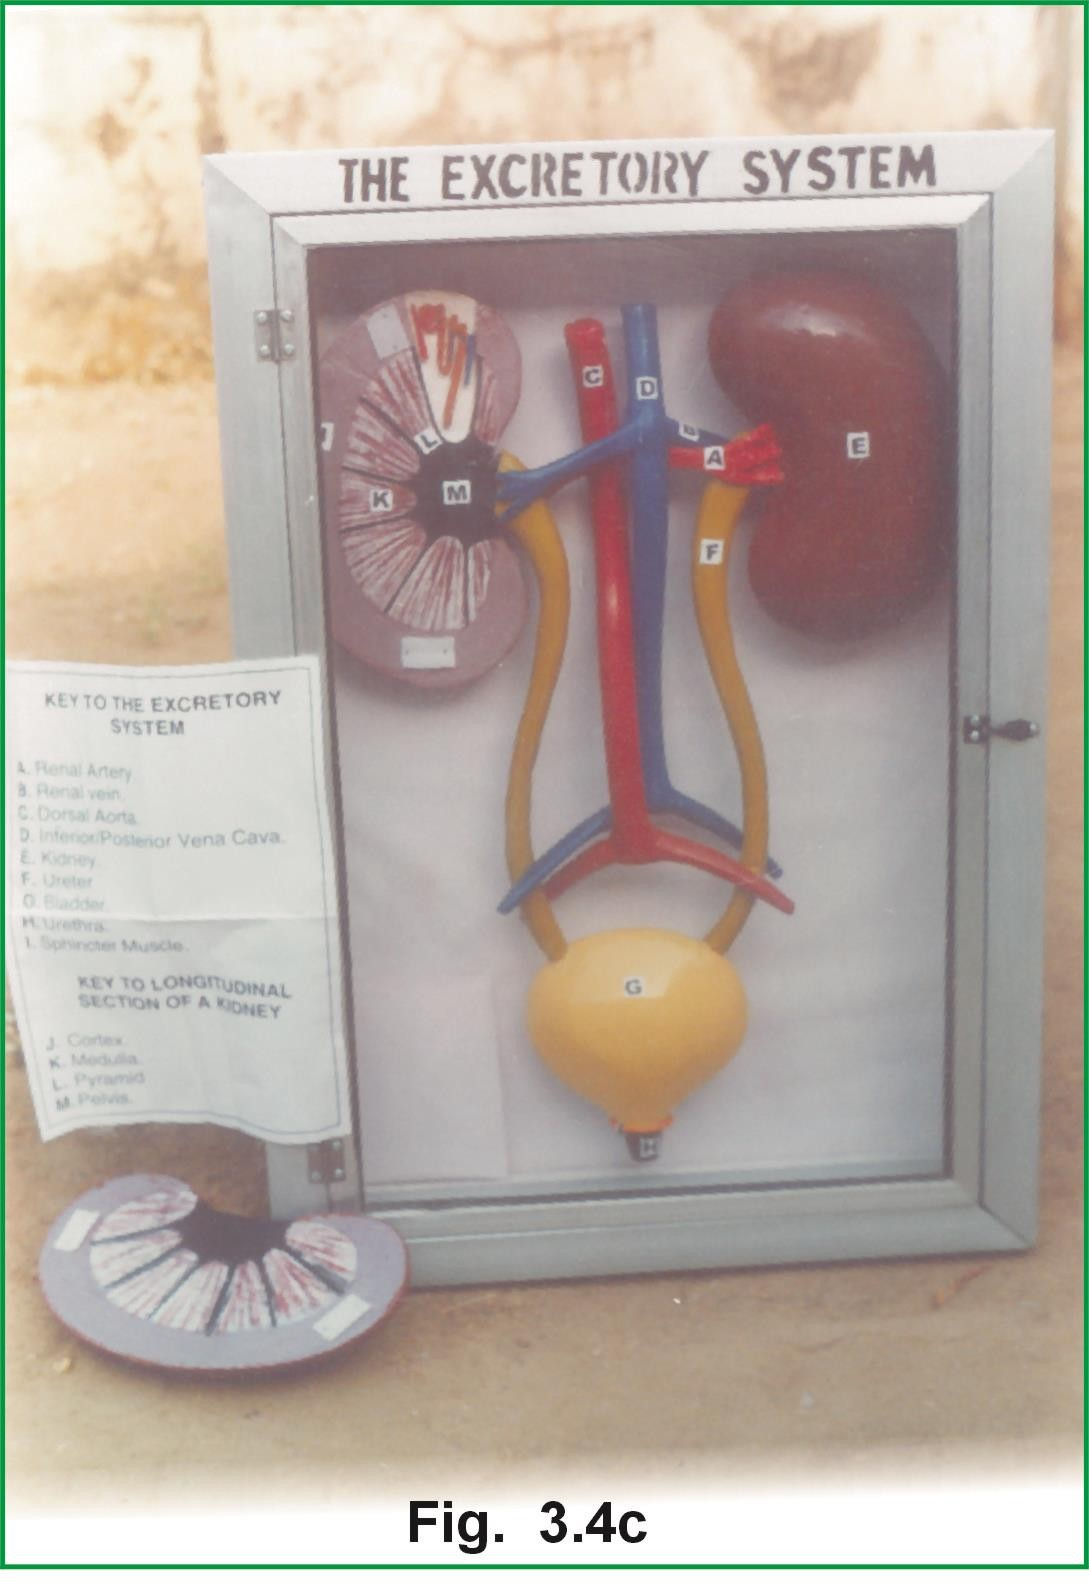 THE EXCRETORY SYSTEM
C
D
B
A
E
L
K
M
F
G
H
KEY TO THE EXCRETORY
SYSTEM
A. Renal Artery
B. Renal vein.
C. Dorsal Aorta.
D. Inferior/Posterior Vena Cava.
E. Kidney.
F. Ureter
G. Bladder.
H. Urethra.
I. Sphincter Muscle.
KEY TO LONGITUDINAL
SECTION OF A KIDNEY
J. Cortex.
K. Medulla.
L. Pyramid
M. Pelvis.
Fig. 3.4c